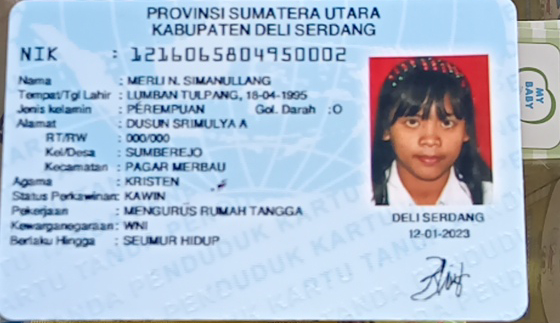 PROVINSI SUMATERA UTARA
KABUPATEN DELI SERDANG
NIK : 1216065804950002
Nama : MERLI N. SIMANULLANG
Tempat/Tgl Lahir : LUMBAN TULPANG, 18-04-1995
Jenis kelamin : PEREMPUAN Gol. Darah : O
Alamat : DUSUN SRIMULYA A
RT/RW : 000/000
Kel/Desa : SUMBEREJO
Kecamatan : PAGAR MERBAU
Agama : KRISTEN
Status Perkawinan: KAWIN
Pekerjaan : MENGURUS RUMAH TANGGA
Kewarganegaraan: WNI
Berlaku Hingga : SEUMUR HIDUP
DELI SERDANG
12-01-2023
MY BABY